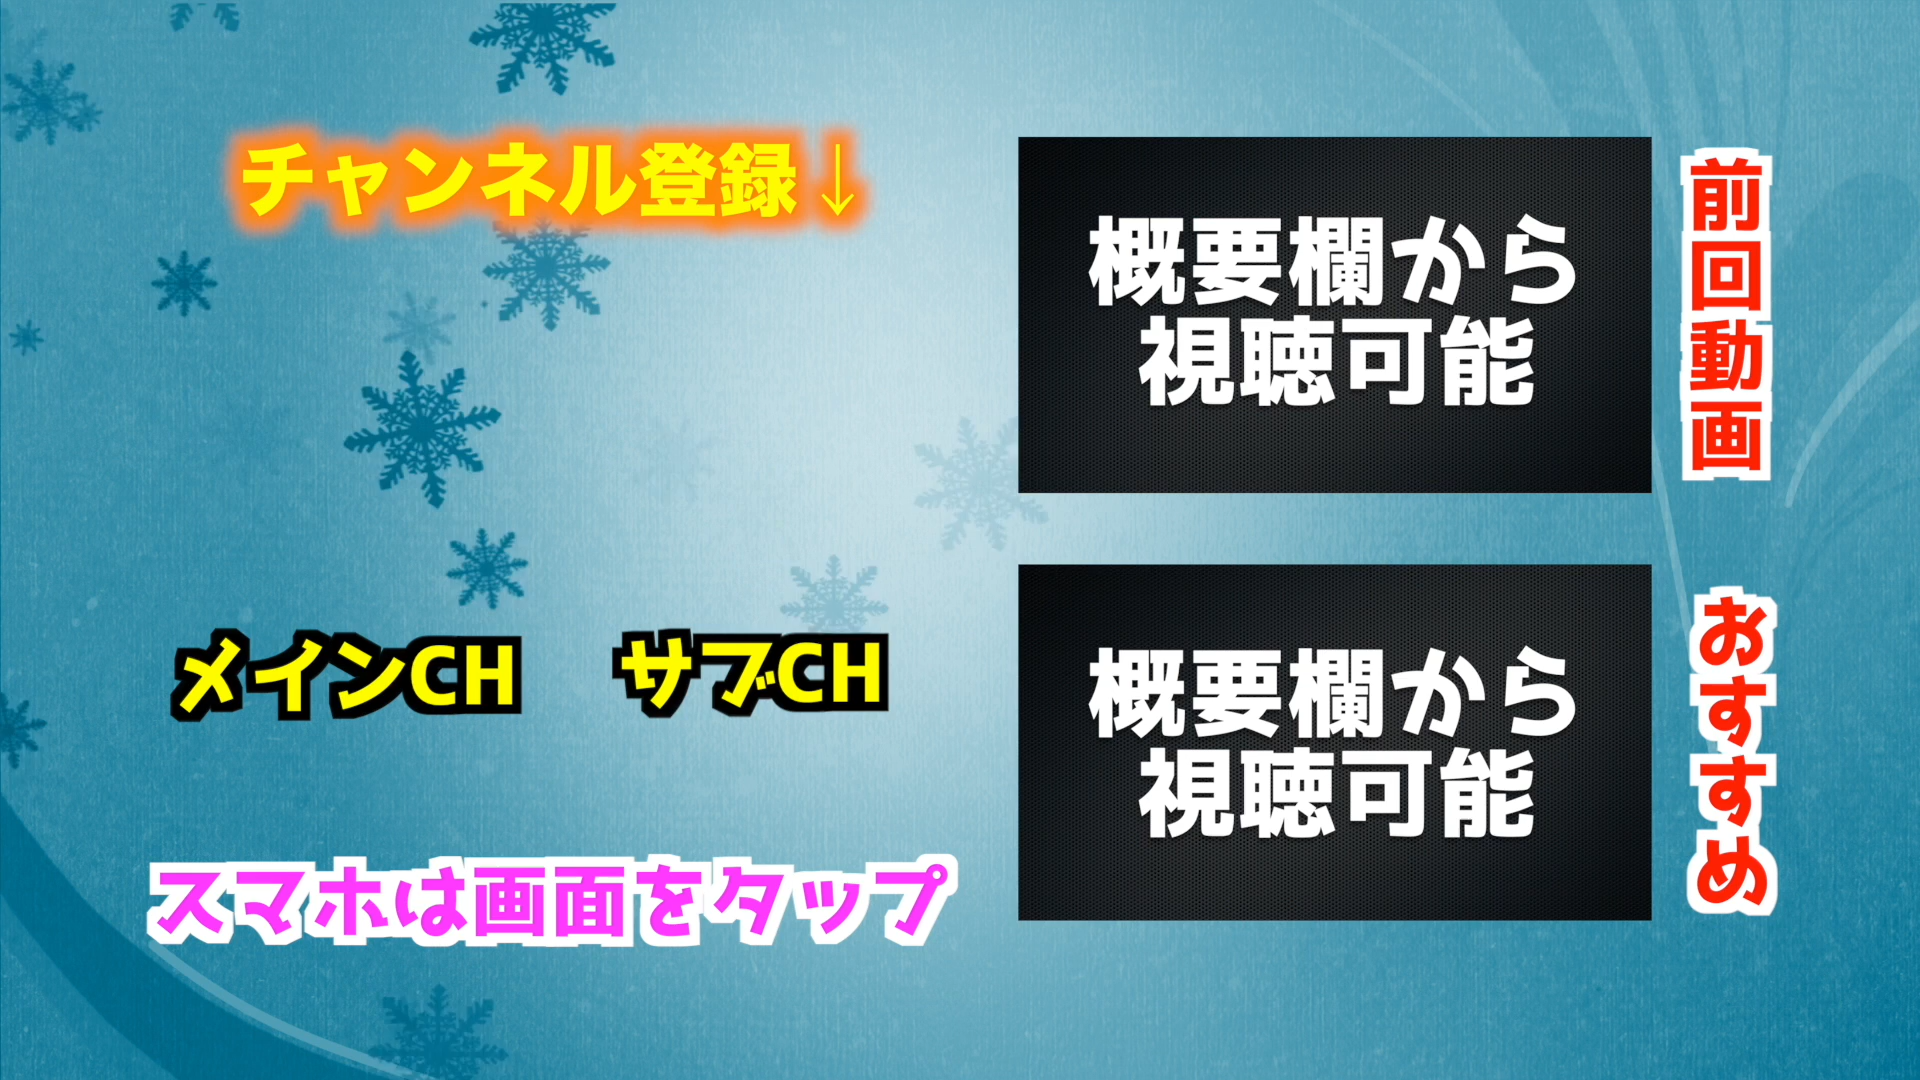 チャンネル登録↓
メインCH
サブCH
スマホは画面をタップ
概要欄から
視聴可能
前回動画
概要欄から
視聴可能
おすすめ